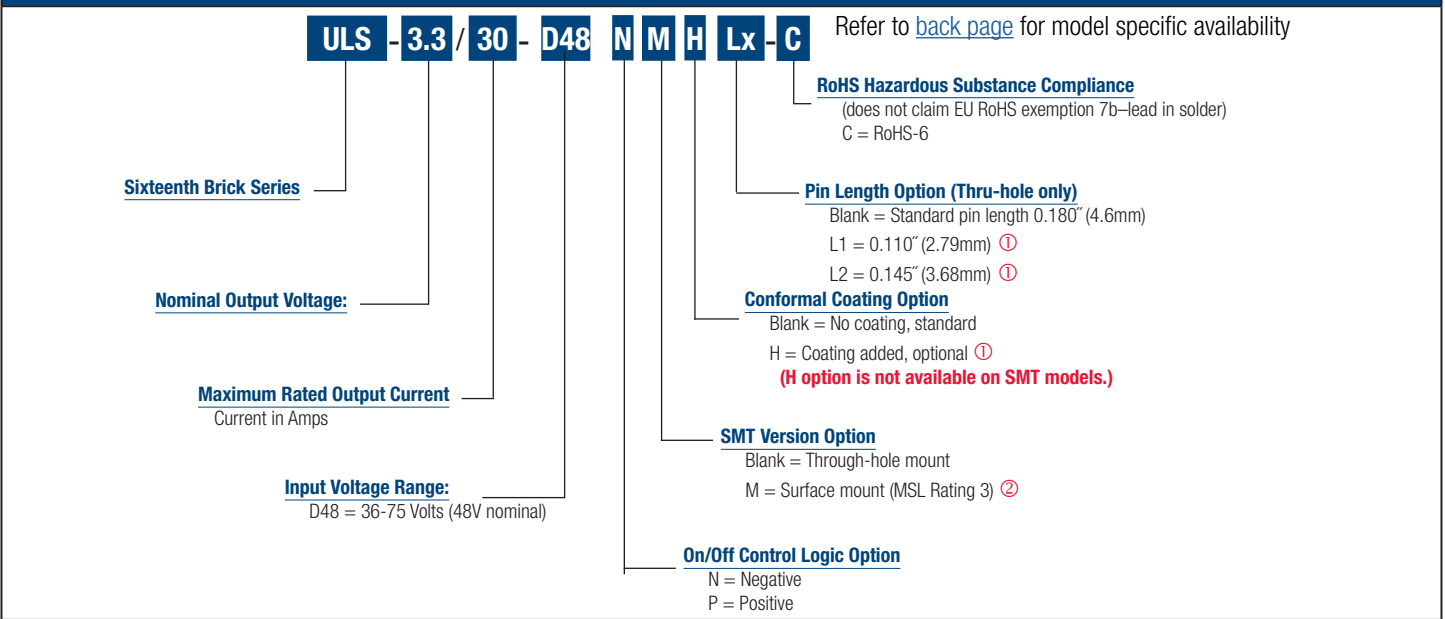 ULS - 3.3 / 30 - D48 N M H Lx - C
Refer to back page for model specific availability
RoHS Hazardous Substance Compliance
(does not claim EU RoHS exemption 7b–lead in solder)
C = RoHS-6
Sixteenth Brick Series
Pin Length Option (Thru-hole only)
Blank = Standard pin length 0.180˝ (4.6mm)
L1 = 0.110˝ (2.79mm) ①
L2 = 0.145˝ (3.68mm) ①
Nominal Output Voltage:
Conformal Coating Option
Blank = No coating, standard
H = Coating added, optional ①
(H option is not available on SMT models.)
Maximum Rated Output Current
Current in Amps
SMT Version Option
Blank = Through-hole mount
M = Surface mount (MSL Rating 3) ②
Input Voltage Range:
D48 = 36-75 Volts (48V nominal)
On/Off Control Logic Option
N = Negative
P = Positive